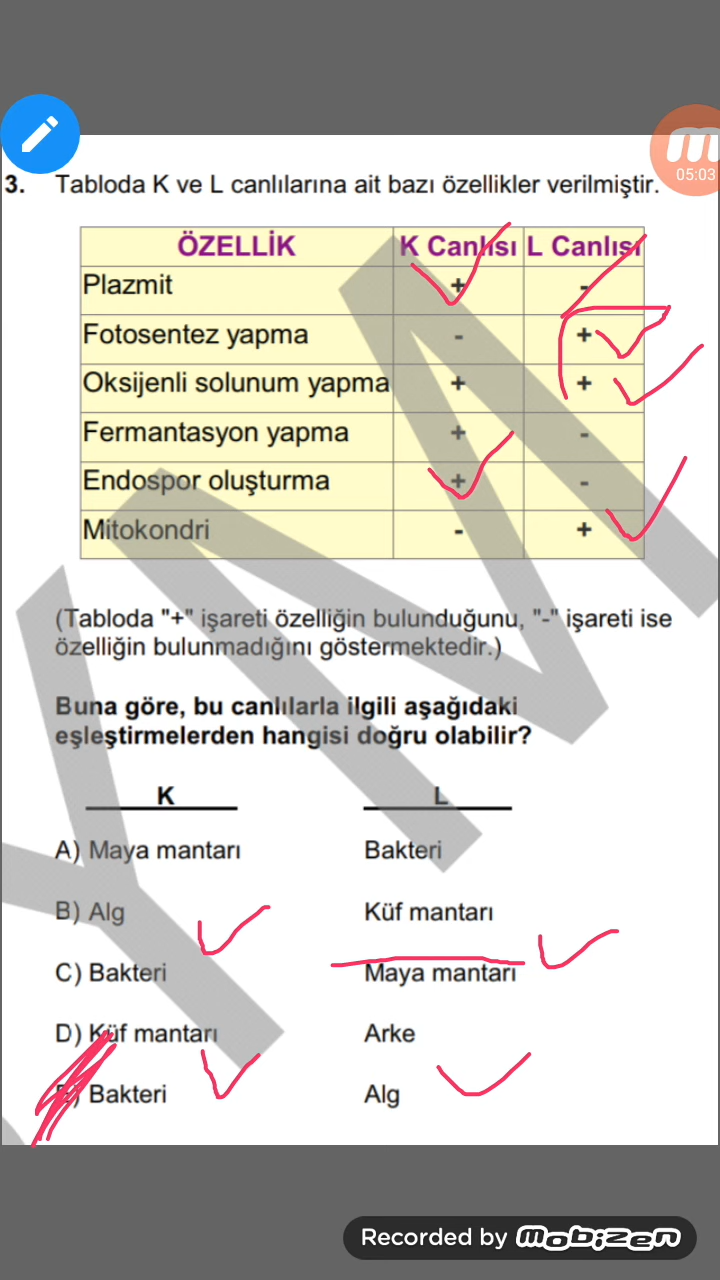 05:03
3. Tabloda K ve L canlılarına ait bazı özellikler verilmiştir.
ÖZELLİK K Canlısı L Canlısı
Plazmit + -
Fotosentez yapma - +
Oksijenli solunum yapma + +
Fermantasyon yapma + -
Endospor oluşturma + -
Mitokondri - +
(Tabloda "+" işareti özelliğin bulunduğunu, "-" işareti ise
özelliğin bulunmadığını göstermektedir.)
Buna göre, bu canlılarla ilgili aşağıdaki
eşleştirmelerden hangisi doğru olabilir?
K L
A) Maya mantarı Bakteri
B) Alg Küf mantarı
C) Bakteri Maya mantarı
D) Küf mantarı Arke
E) Bakteri Alg
Recorded by mobizen